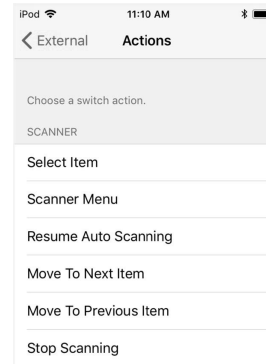 iPod 11:10 AM
External Actions
Choose a switch action.
SCANNER
Select Item
Scanner Menu
Resume Auto Scanning
Move To Next Item
Move To Previous Item
Stop Scanning